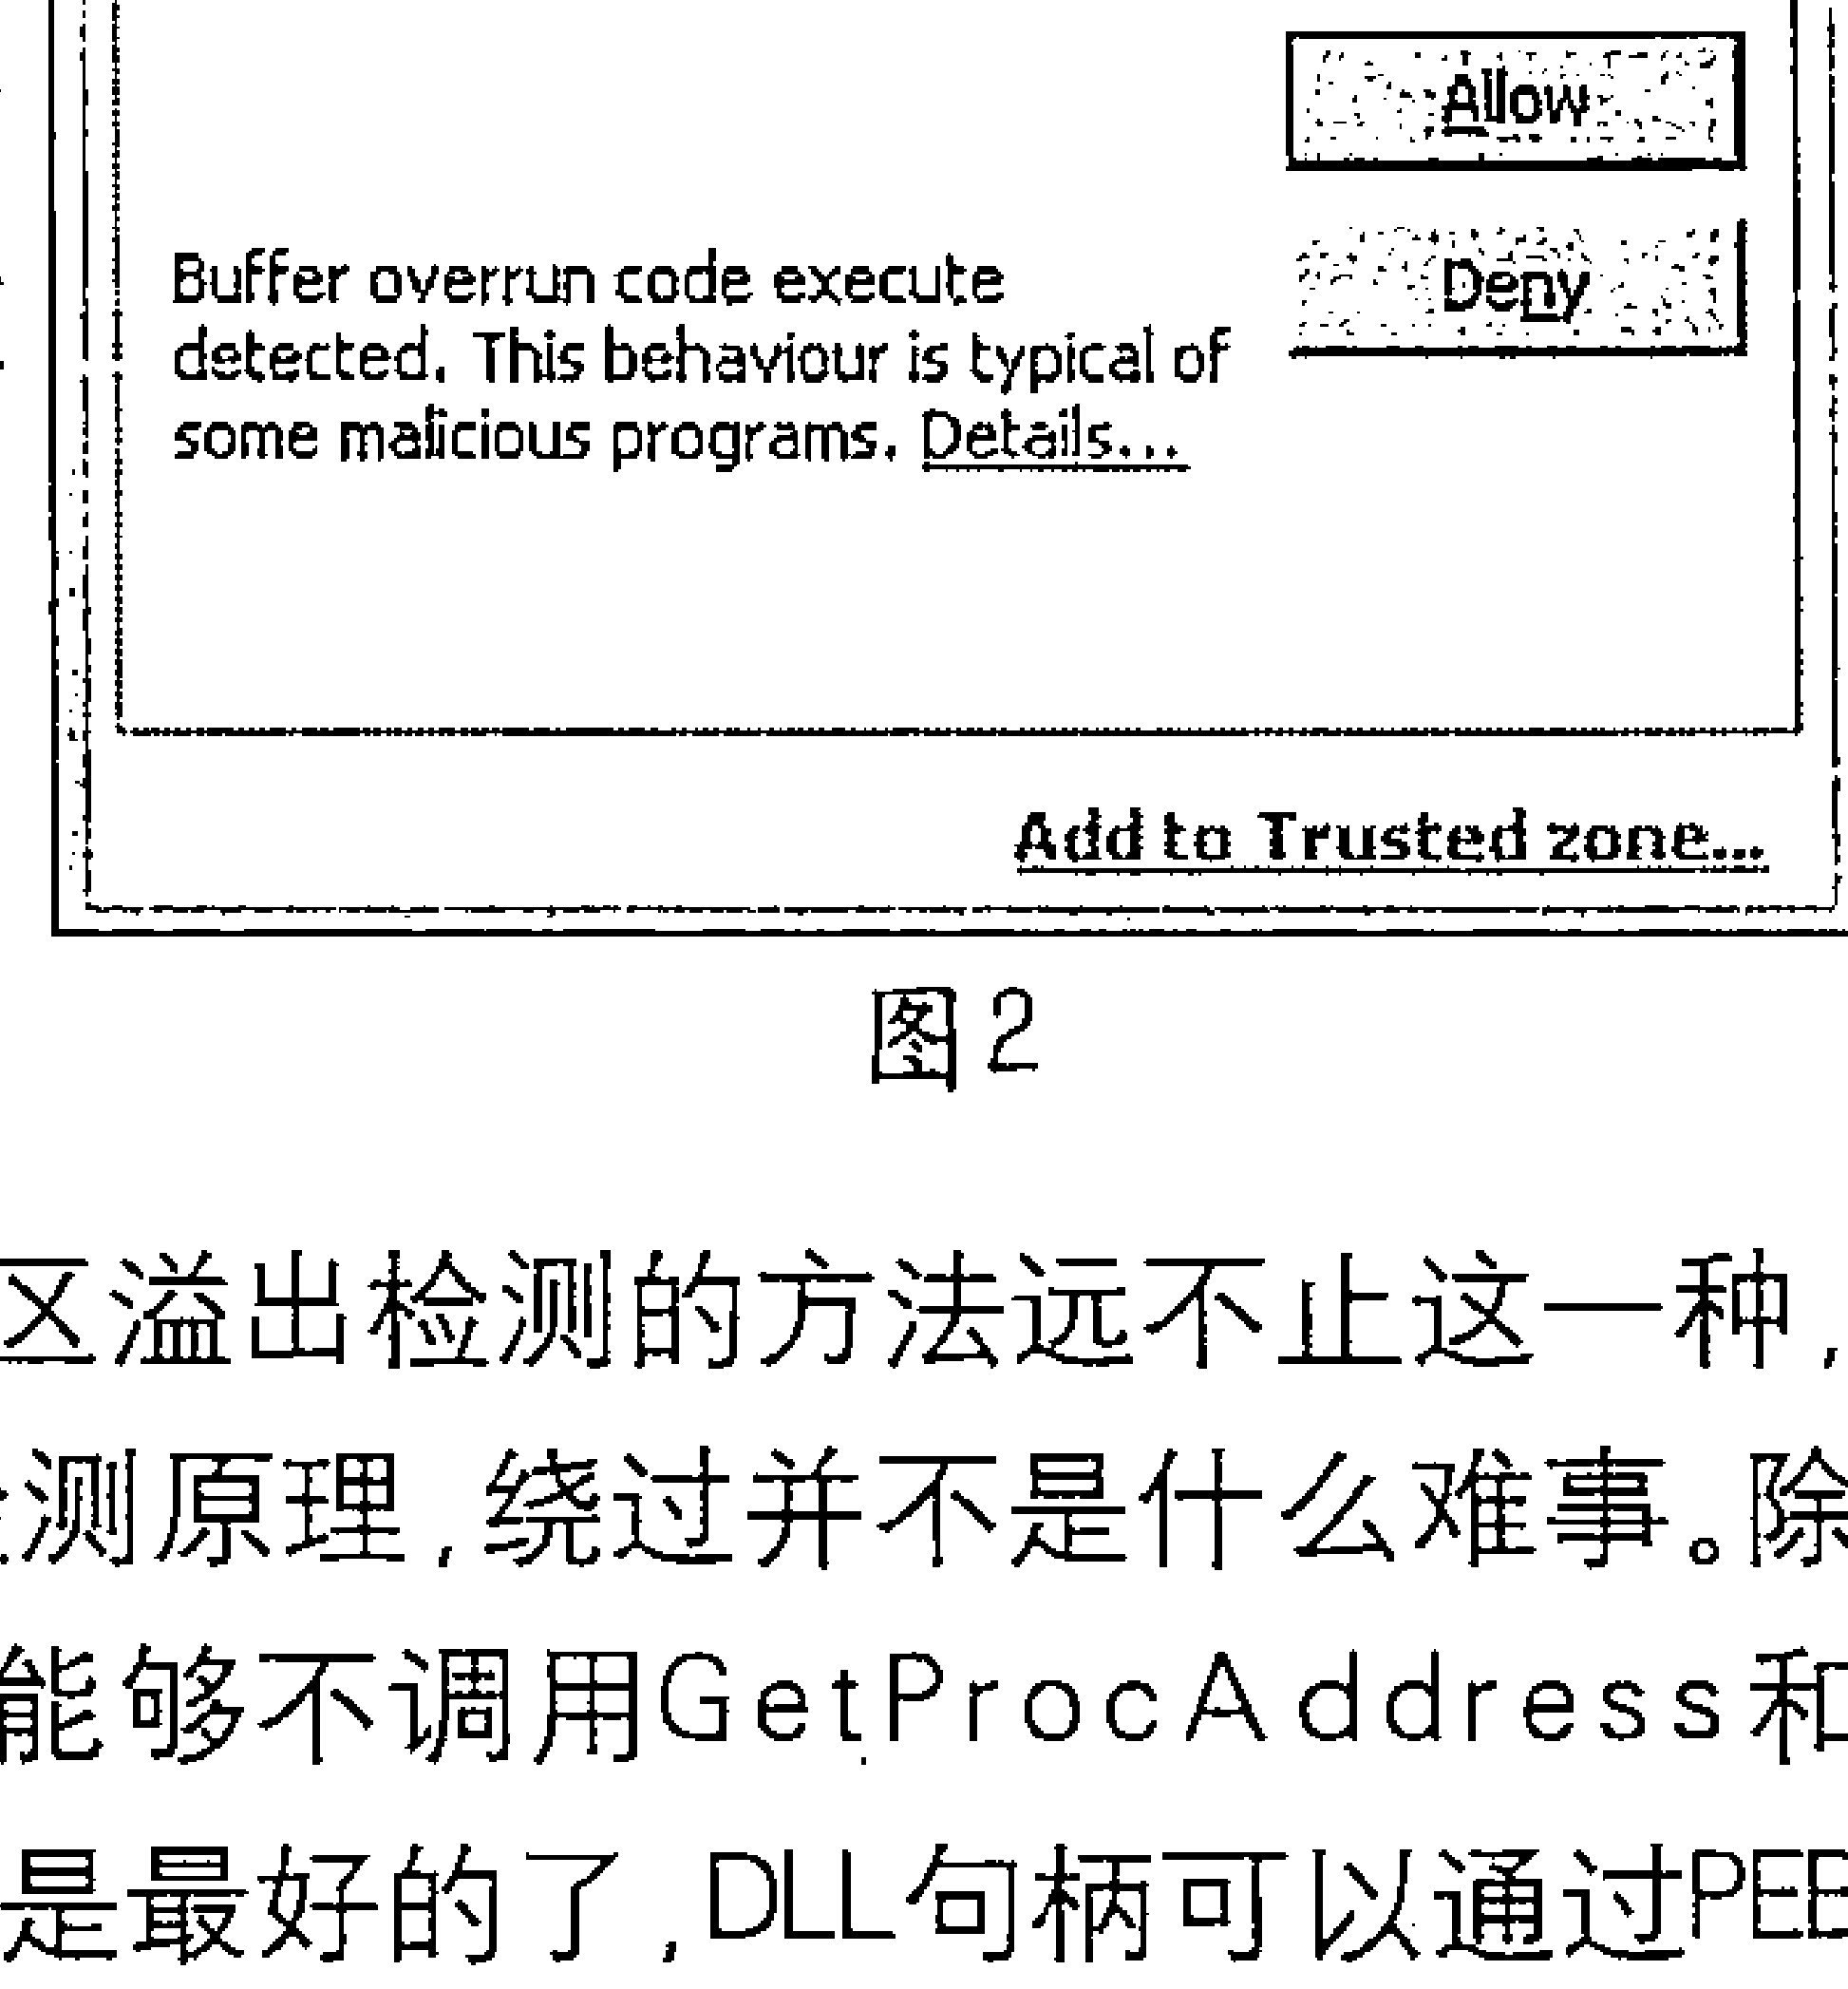 Allow
Deny
Buffer overrun code execute
detected. This behaviour is typical of
some malicious programs. Details...
Add to Trusted zone...
图2
区溢出检测的方法远不止这一种,
测原理,绕过并不是什么难事。除
能够不调用GetProcAddress和
是最好的了,DLL句柄可以通过PEB